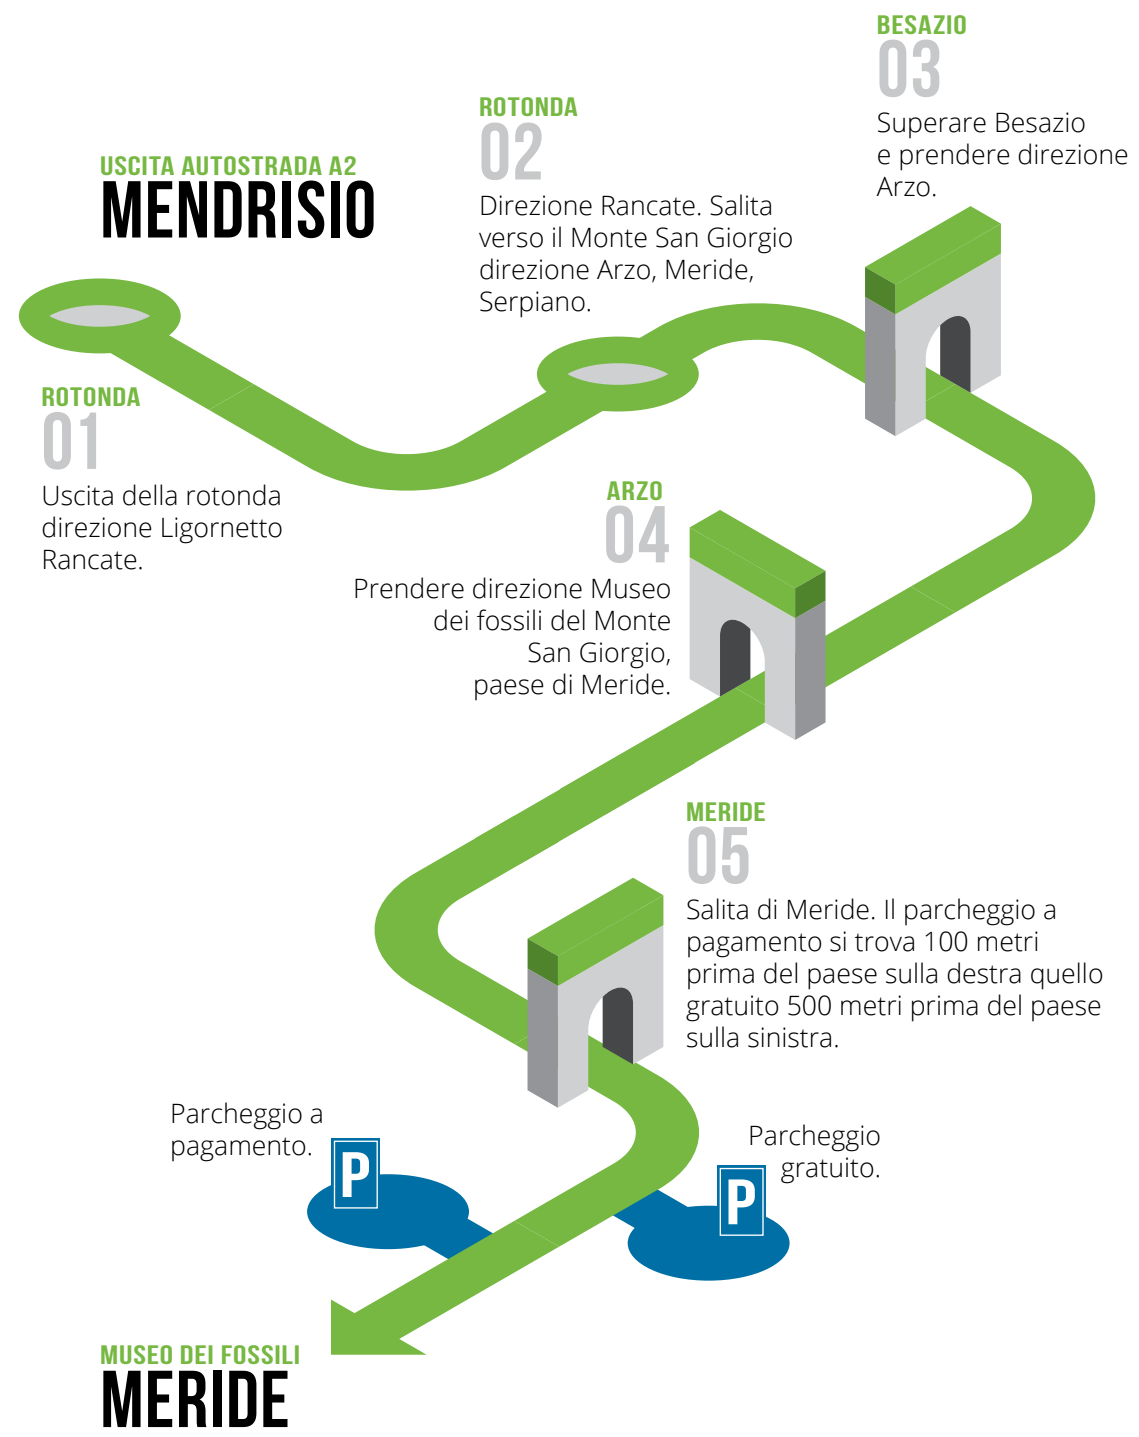 USCITA AUTOSTRADA A2
MENDRISIO
ROTONDA
01
Uscita della rotonda
direzione Ligornetto
Rancate.
ROTONDA
02
Direzione Rancate. Salita
verso il Monte San Giorgio
direzione Arzo, Meride,
Serpiano.
BESAZIO
03
Superare Besazio
e prendere direzione
Arzo.
ARZO
04
Prendere direzione Museo
dei fossili del Monte
San Giorgio,
paese di Meride.
MERIDE
05
Salita di Meride. Il parcheggio a
pagamento si trova 100 metri
prima del paese sulla destra quello
gratuito 500 metri prima del paese
sulla sinistra.
Parcheggio a
pagamento.
P
Parcheggio
gratuito.
P
MUSEO DEI FOSSILI
MERIDE